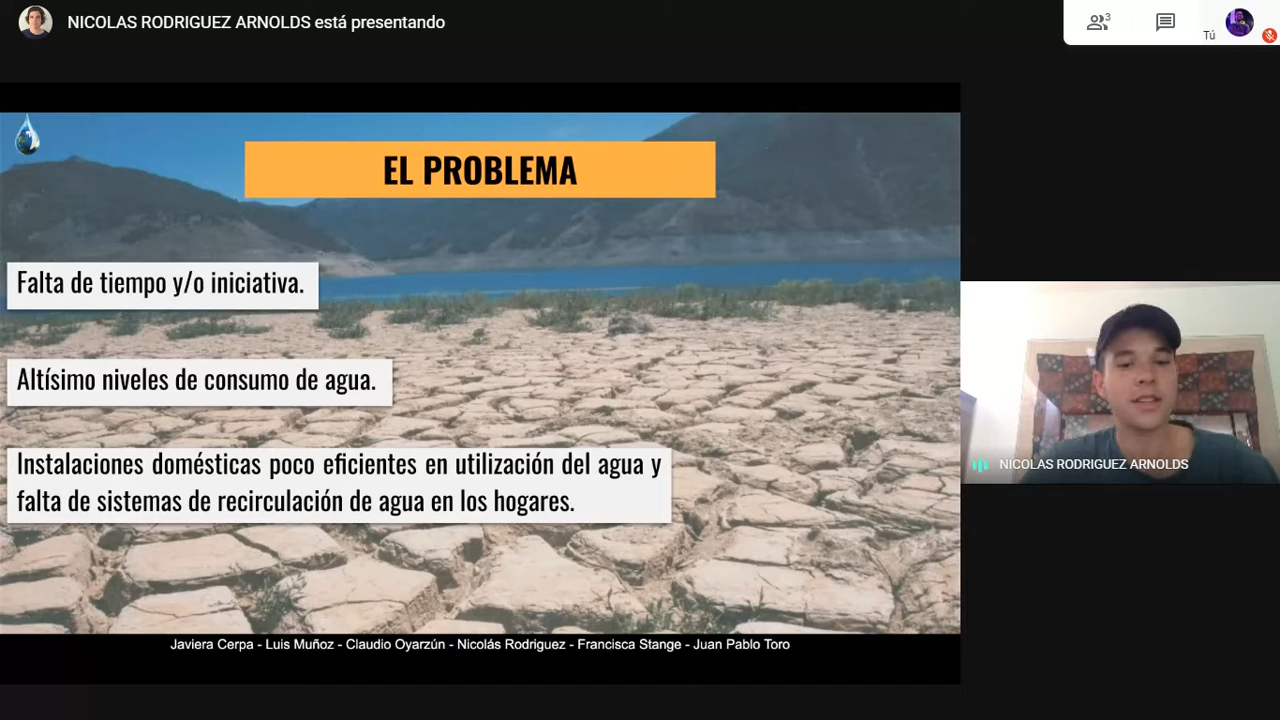 NICOLAS RODRIGUEZ ARNOLDS está presentando
3
Tú
EL PROBLEMA
Falta de tiempo y/o iniciativa.
Altísimo niveles de consumo de agua.
Instalaciones domésticas poco eficientes en utilización del agua y
falta de sistemas de recirculación de agua en los hogares.
NICOLAS RODRIGUEZ ARNOLDS
Javiera Cerpa - Luis Muñoz - Claudio Oyarzún - Nicolás Rodriguez - Francisca Stange - Juan Pablo Toro